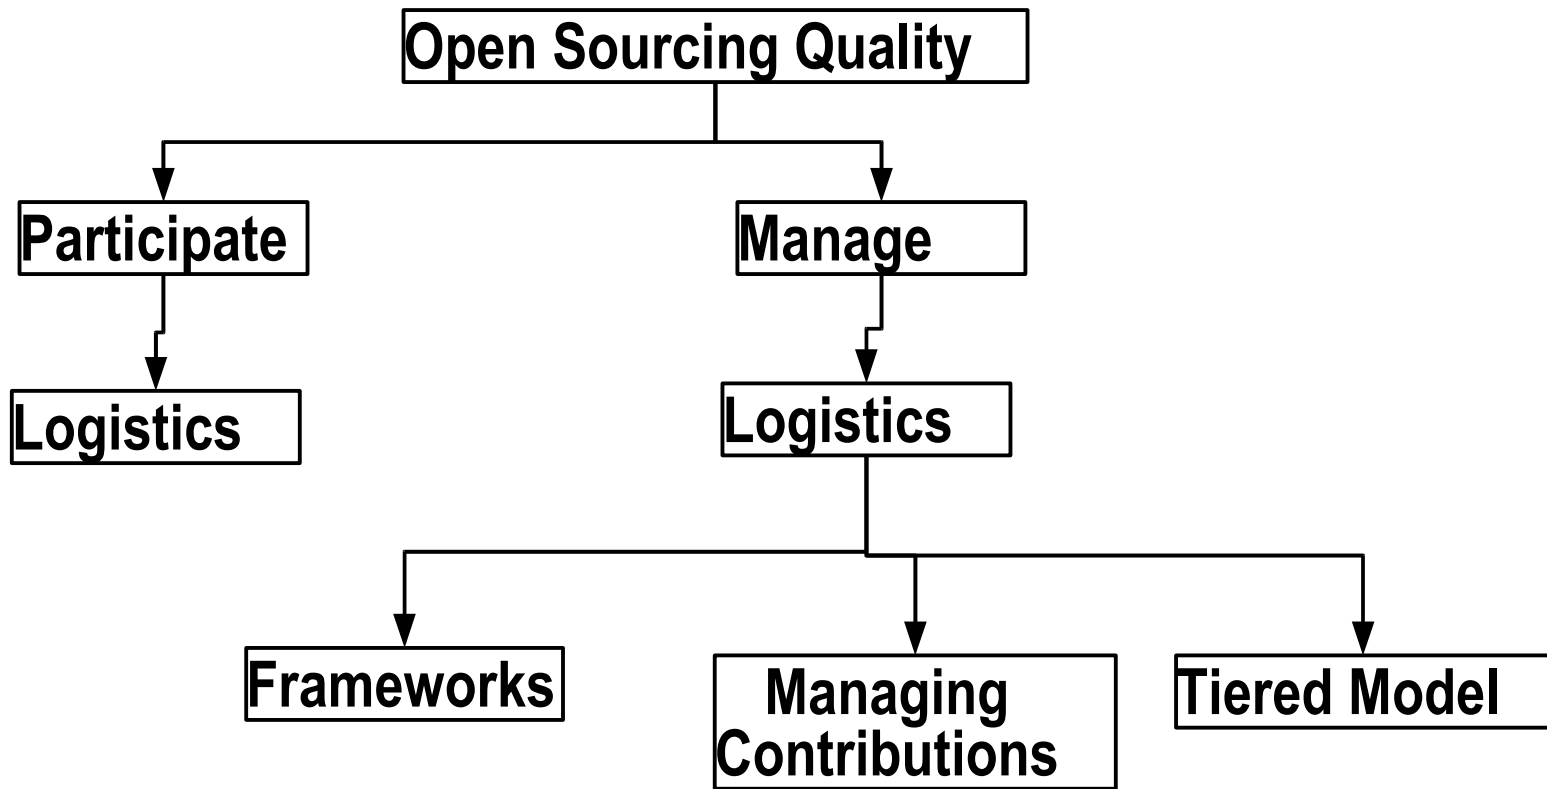 Open Sourcing Quality
Participate
Manage
Logistics
Logistics
Frameworks
Managing
Contributions
Tiered Model